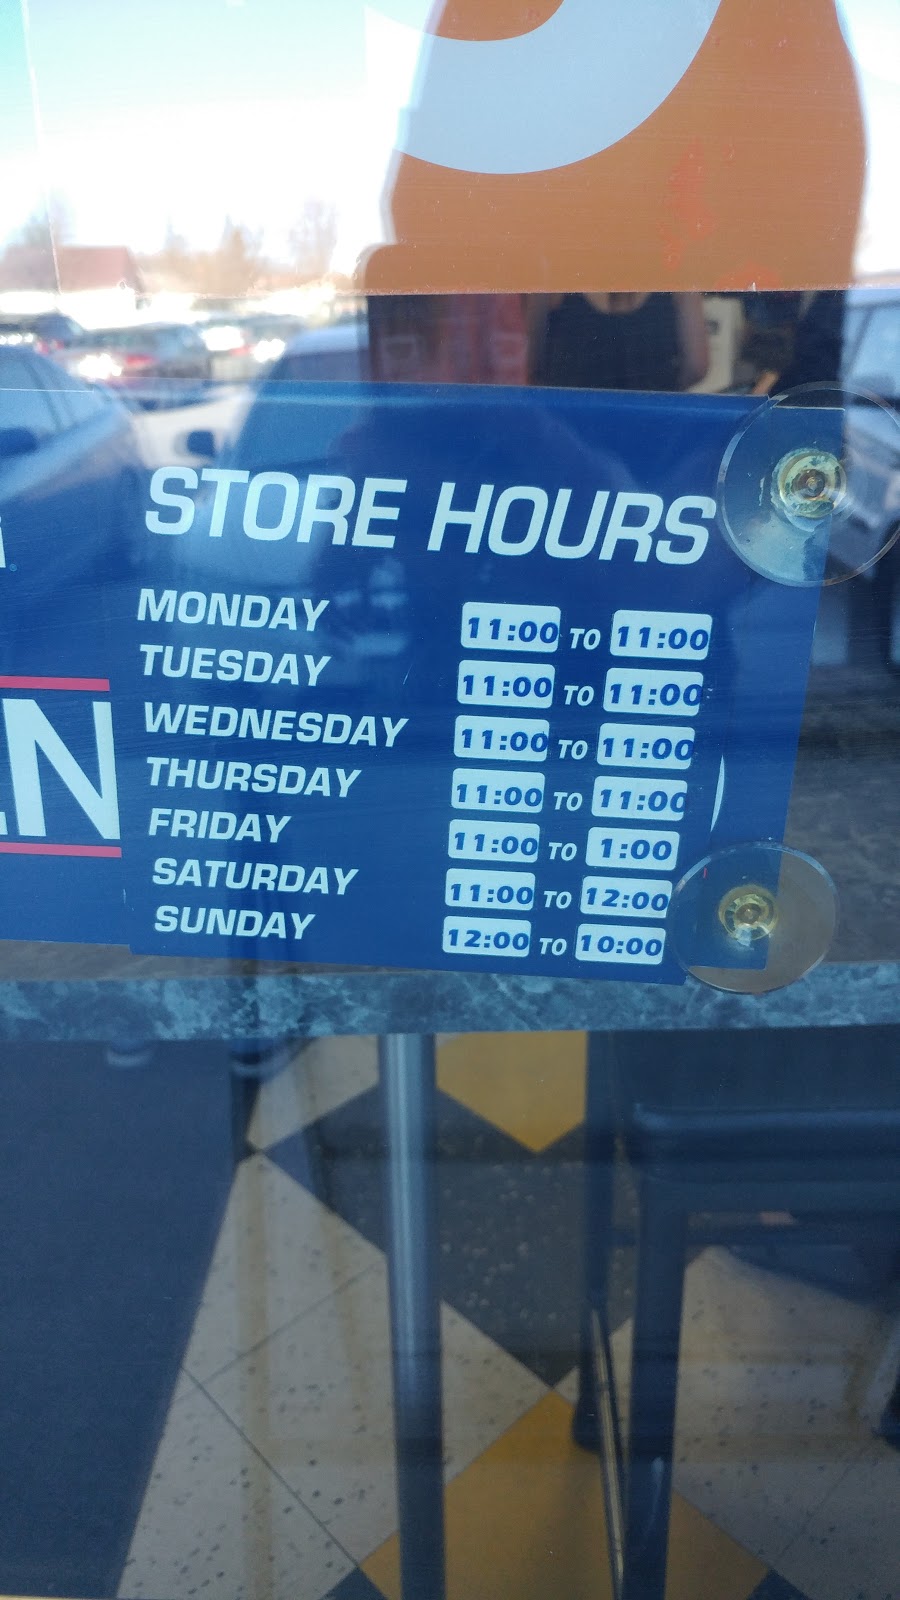 STORE HOURS
MONDAY 11:00 TO 11:00
TUESDAY 11:00 TO 11:00
WEDNESDAY 11:00 TO 11:00
THURSDAY 11:00 TO 11:00
FRIDAY 11:00 TO 1:00
SATURDAY 11:00 TO 12:00
SUNDAY 12:00 TO 10:00